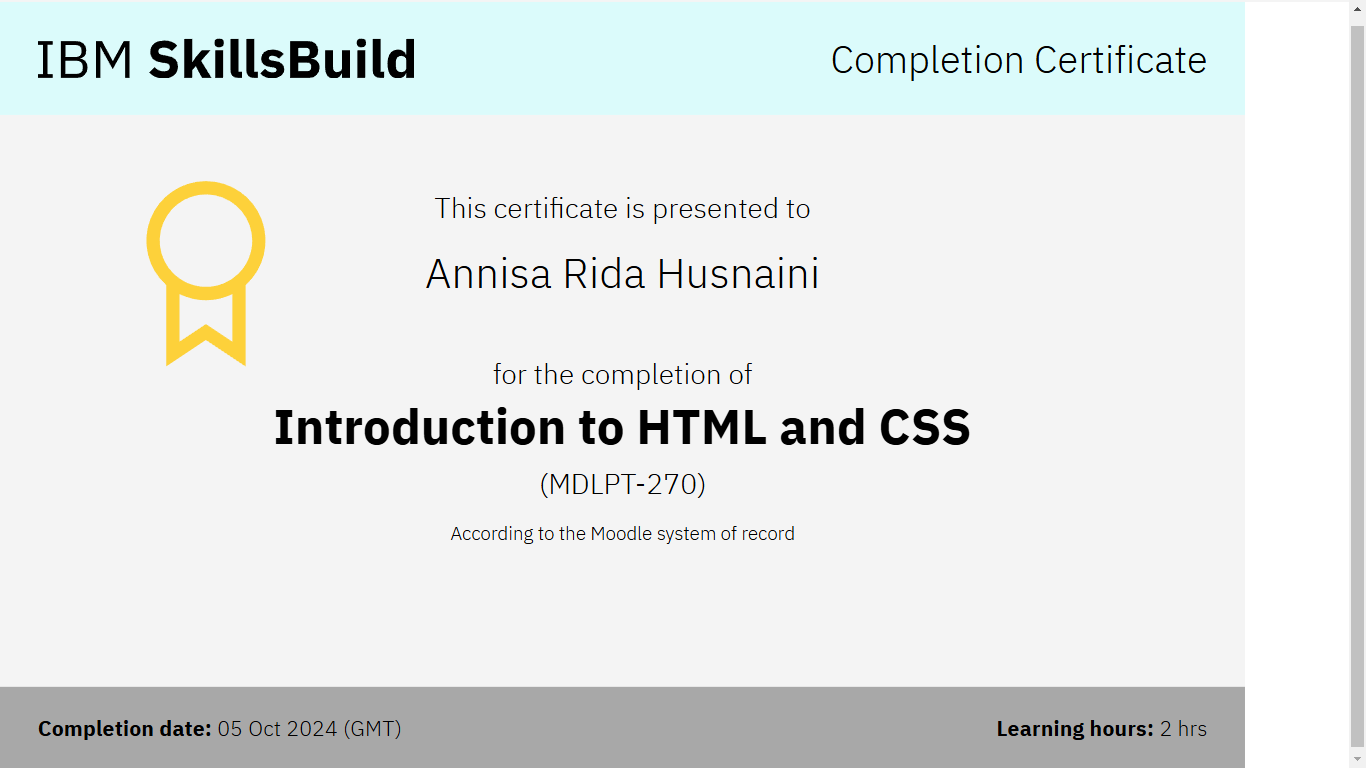 IBM SkillsBuild
Completion Certificate
This certificate is presented to
Annisa Rida Husnaini
for the completion of
Introduction to HTML and CSS
(MDLPT-270)
According to the Moodle system of record
Completion date: 05 Oct 2024 (GMT)
Learning hours: 2 hrs